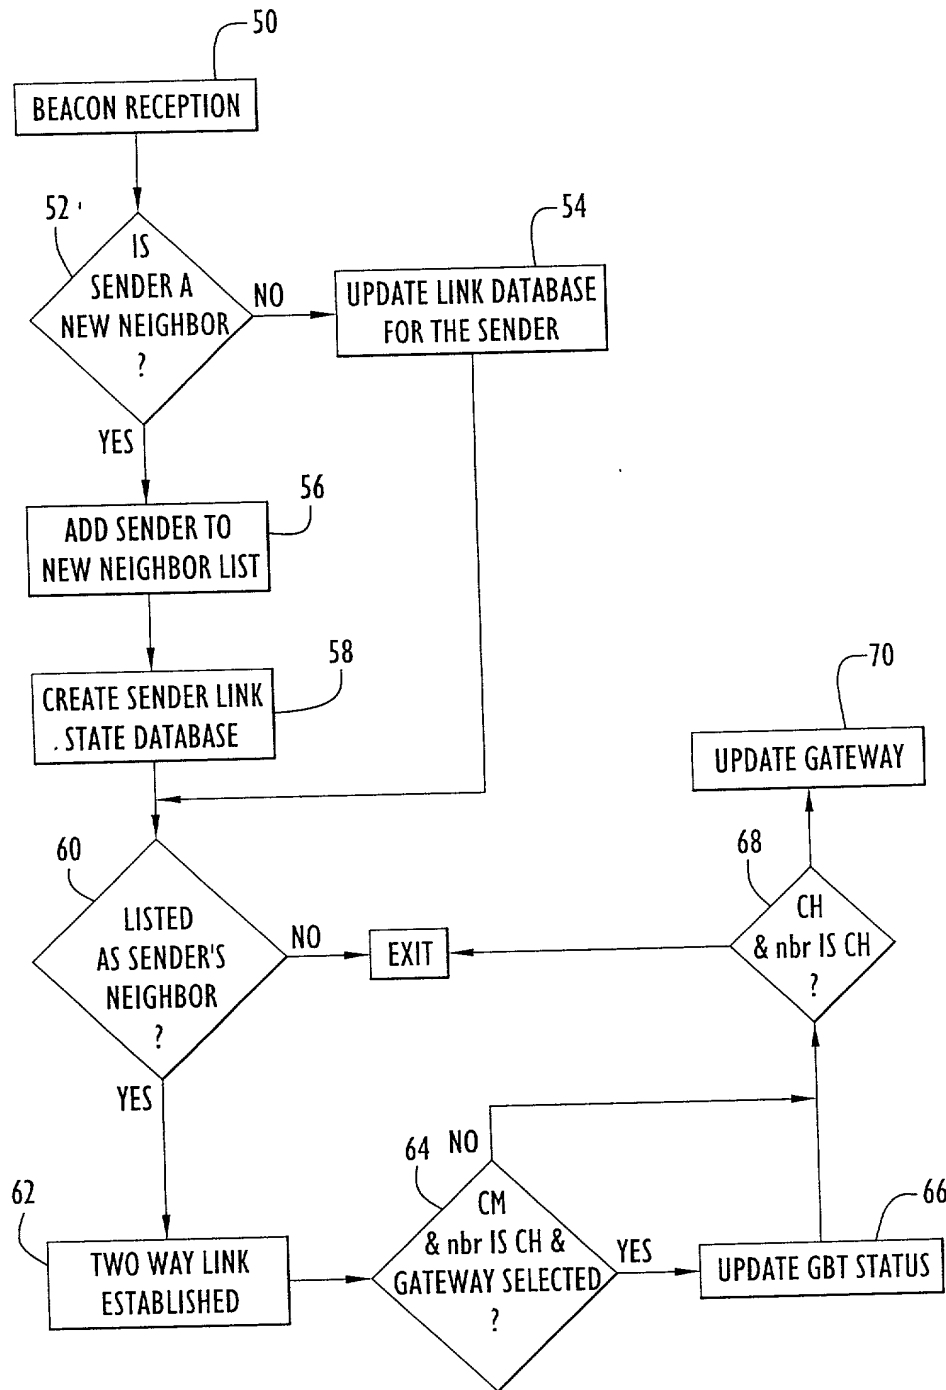 50
BEACON RECEPTION
52
IS
SENDER A
NEW NEIGHBOR
?
NO
YES
54
UPDATE LINK DATABASE
FOR THE SENDER
56
ADD SENDER TO
NEW NEIGHBOR LIST
58
CREATE SENDER LINK
STATE DATABASE
60
LISTED
AS SENDER'S
NEIGHBOR
?
NO
YES
EXIT
62
TWO WAY LINK
ESTABLISHED
64
NO
CM
& nbr IS CH &
GATEWAY SELECTED
?
YES
66
UPDATE GBT STATUS
68
CH
& nbr IS CH
?
70
UPDATE GATEWAY